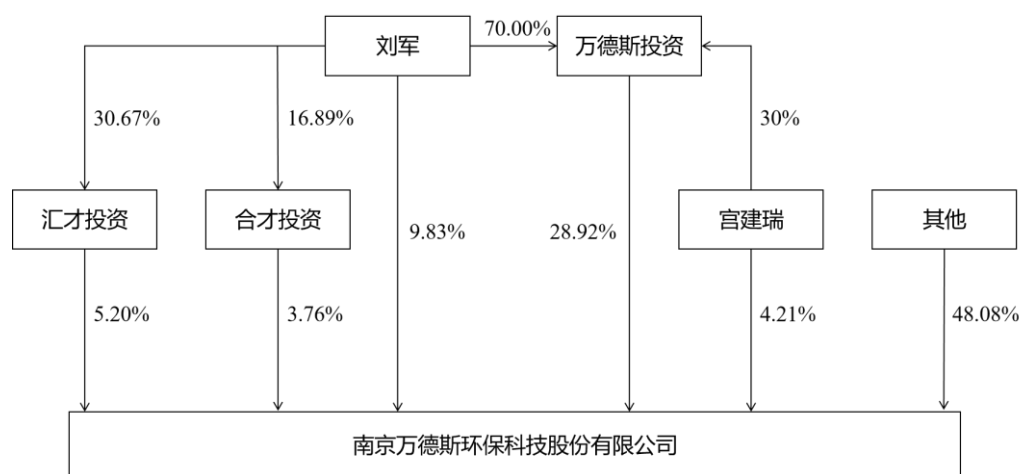 刘军
70.00%
万德斯投资
30.67%
16.89%
30%
汇才投资
合才投资
9.83%
28.92%
宫建瑞
其他
5.20%
3.76%
4.21%
48.08%
南京万德斯环保科技股份有限公司